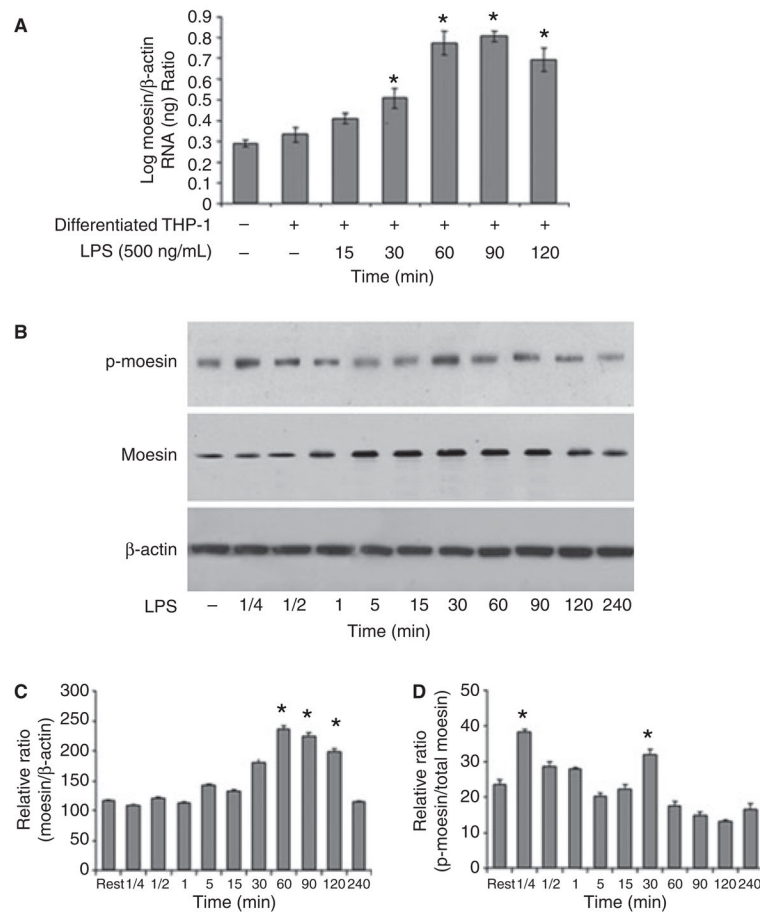 A
Log moesin/β-actin
RNA (ng) Ratio
0.9
0.8
0.7
0.6
0.5
0.4
0.3
0.2
0.1
0
* * * *
Differentiated THP-1 – + + + + + +
LPS (500 ng/mL) – – 15 30 60 90 120
Time (min)
B
p-moesin
Moesin
β-actin
LPS – 1/4 1/2 1 5 15 30 60 90 120 240
Time (min)
C
Relative ratio
(moesin/β-actin)
300
250
200
150
100
50
0
* * *
Rest 1/4 1/2 1 5 15 30 60 90 120 240
Time (min)
D
Relative ratio
(p-moesin/total moesin)
50
40
30
20
10
0
* *
Rest 1/4 1/2 1 5 15 30 60 90 120 240
Time (min)